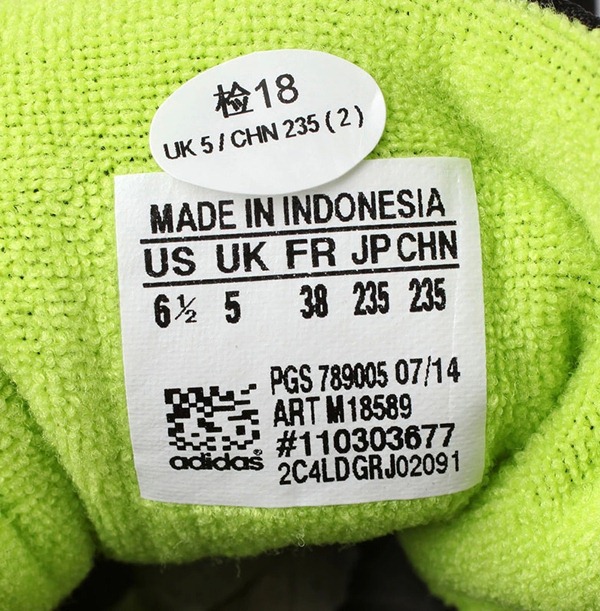 检18
UK 5 / CHN 235 ( 2 )
MADE IN INDONESIA
US UK FR JP CHN
6½ 5 38 235 235
PGS 789005 07/14
ART M18589
#110303677
2C4LDGRJ02091
adidas®